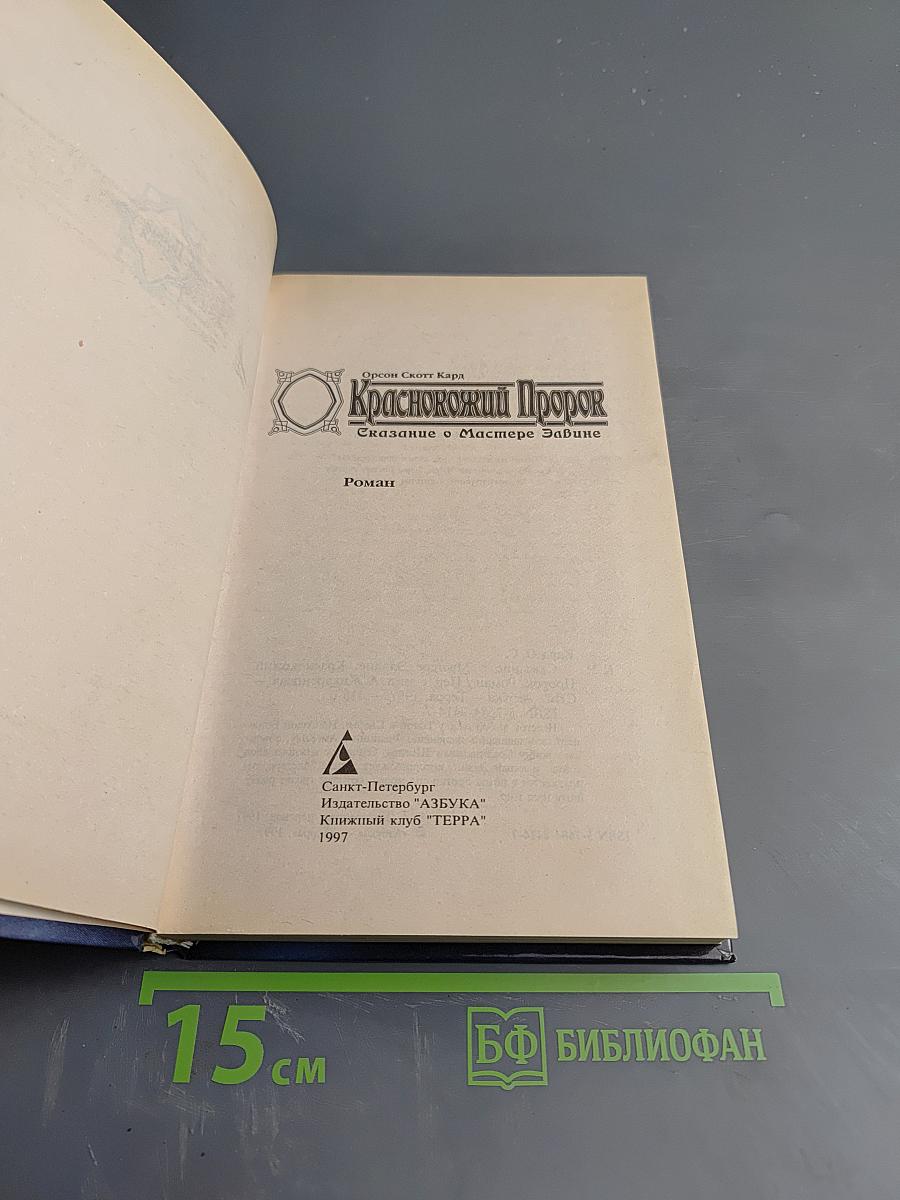 Орсон Скотт Кард
Краснокожий Пророк
Сказание о Мастере Элвине
Роман
Санкт-Петербург
Издательство "АЗБУКА"
Книжный клуб "ТЕРРА"
1997
15 см
БФ БИБЛИОФАН